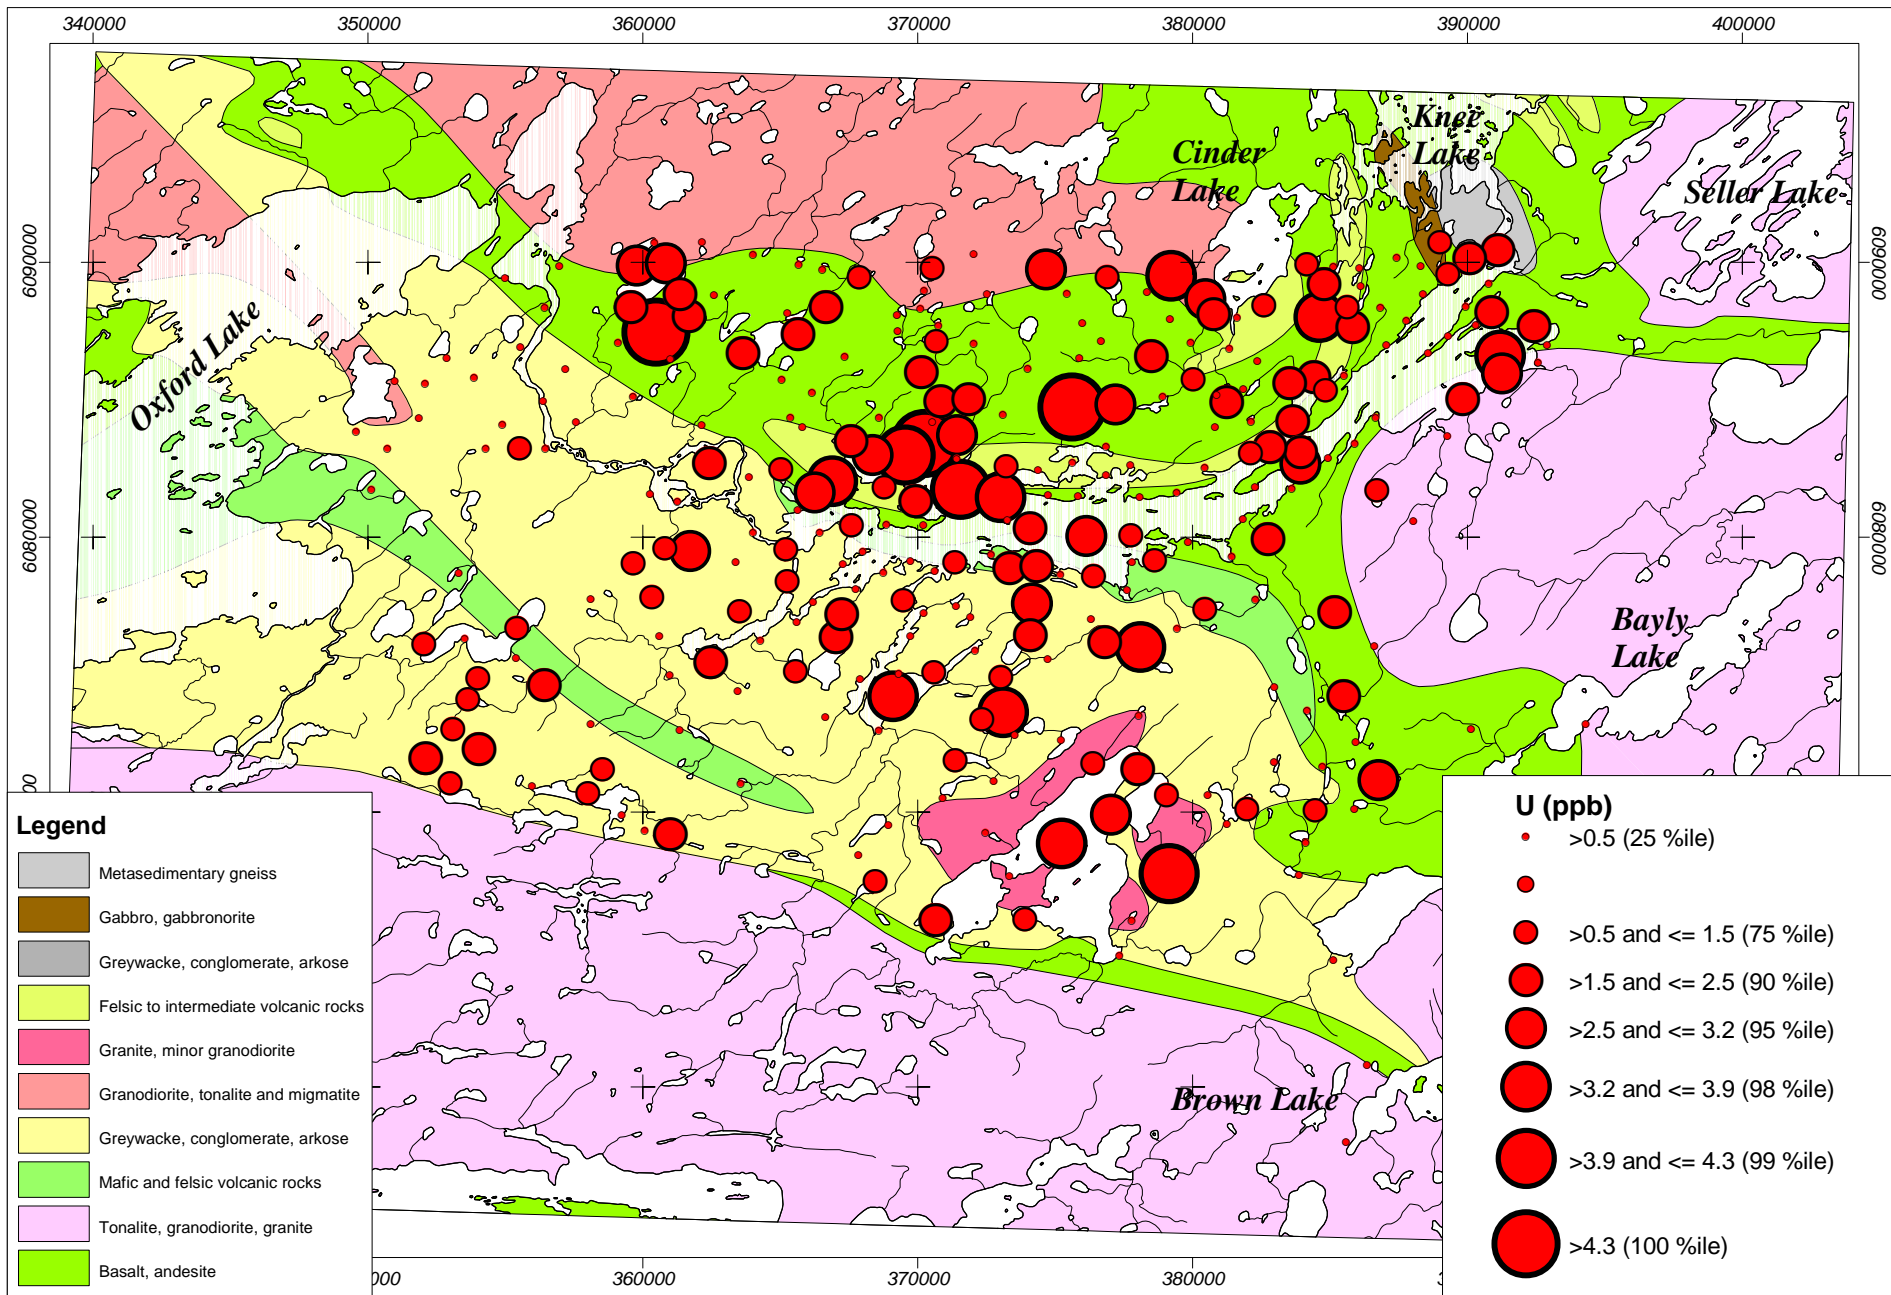 340000
350000
360000
370000
380000
390000
400000
Knee
Lake
Cinder
Lake
Seller Lake
6090000
6090000
Oxford Lake
6080000
6080000
Bayly
Lake
Brown Lake
00
Legend
Metasedimentary gneiss
Gabbro, gabbronorite
Greywacke, conglomerate, arkose
Felsic to intermediate volcanic rocks
Granite, minor granodiorite
Granodiorite, tonalite and migmatite
Greywacke, conglomerate, arkose
Mafic and felsic volcanic rocks
Tonalite, granodiorite, granite
Basalt, andesite
U (ppb)
>0.5 (25 %ile)
>0.5 and <= 1.5 (75 %ile)
>1.5 and <= 2.5 (90 %ile)
>2.5 and <= 3.2 (95 %ile)
>3.2 and <= 3.9 (98 %ile)
>3.9 and <= 4.3 (99 %ile)
>4.3 (100 %ile)
0000
360000
370000
380000